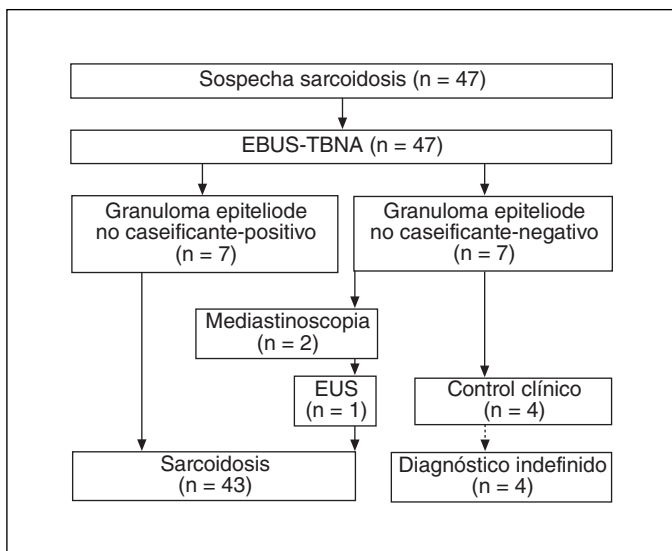 Sospecha sarcoidosis (n = 47)
EBUS-TBNA (n = 47)
Granuloma epiteliode
no caseificante-positivo
(n = 7)
Granuloma epiteliode
no caseificante-negativo
(n = 7)
Mediastinoscopia
(n = 2)
EUS
(n = 1)
Control clínico
(n = 4)
Sarcoidosis
(n = 43)
Diagnóstico indefinido
(n = 4)